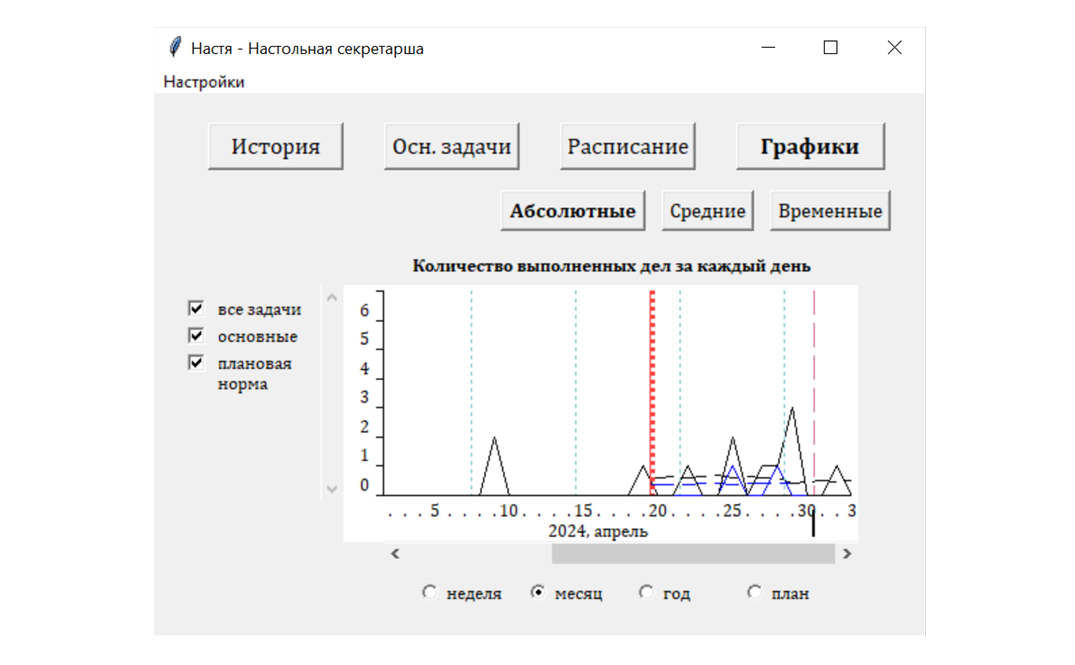 Настя - Настольная секретарша
Настройки
История Осн. задачи Расписание Графики
Абсолютные Средние Временные
Количество выполненных дел за каждый день
все задачи
основные
плановая
норма
6
5
4
3
2
1
0
. . . 5 . . . .10 . . . .15 . . . .20 . . . .25 . . . .30 . . 3
2024, апрель
неделя месяц год план